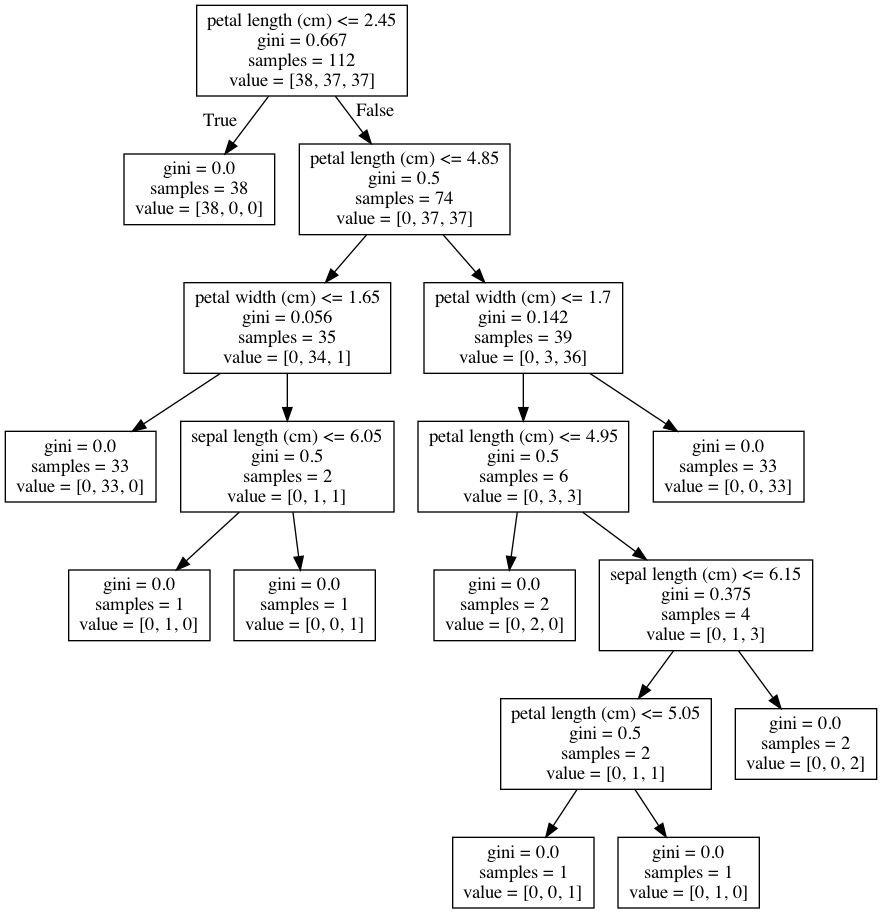 petal length (cm) <= 2.45
gini = 0.667
samples = 112
value = [38, 37, 37]
True
False
gini = 0.0
samples = 38
value = [38, 0, 0]
petal length (cm) <= 4.85
gini = 0.5
samples = 74
value = [0, 37, 37]
petal width (cm) <= 1.65
gini = 0.056
samples = 35
value = [0, 34, 1]
petal width (cm) <= 1.7
gini = 0.142
samples = 39
value = [0, 3, 36]
gini = 0.0
samples = 33
value = [0, 33, 0]
sepal length (cm) <= 6.05
gini = 0.5
samples = 2
value = [0, 1, 1]
petal length (cm) <= 4.95
gini = 0.5
samples = 6
value = [0, 3, 3]
gini = 0.0
samples = 33
value = [0, 0, 33]
gini = 0.0
samples = 1
value = [0, 1, 0]
gini = 0.0
samples = 1
value = [0, 0, 1]
gini = 0.0
samples = 2
value = [0, 2, 0]
sepal length (cm) <= 6.15
gini = 0.375
samples = 4
value = [0, 1, 3]
petal length (cm) <= 5.05
gini = 0.5
samples = 2
value = [0, 1, 1]
gini = 0.0
samples = 2
value = [0, 0, 2]
gini = 0.0
samples = 1
value = [0, 0, 1]
gini = 0.0
samples = 1
value = [0, 1, 0]